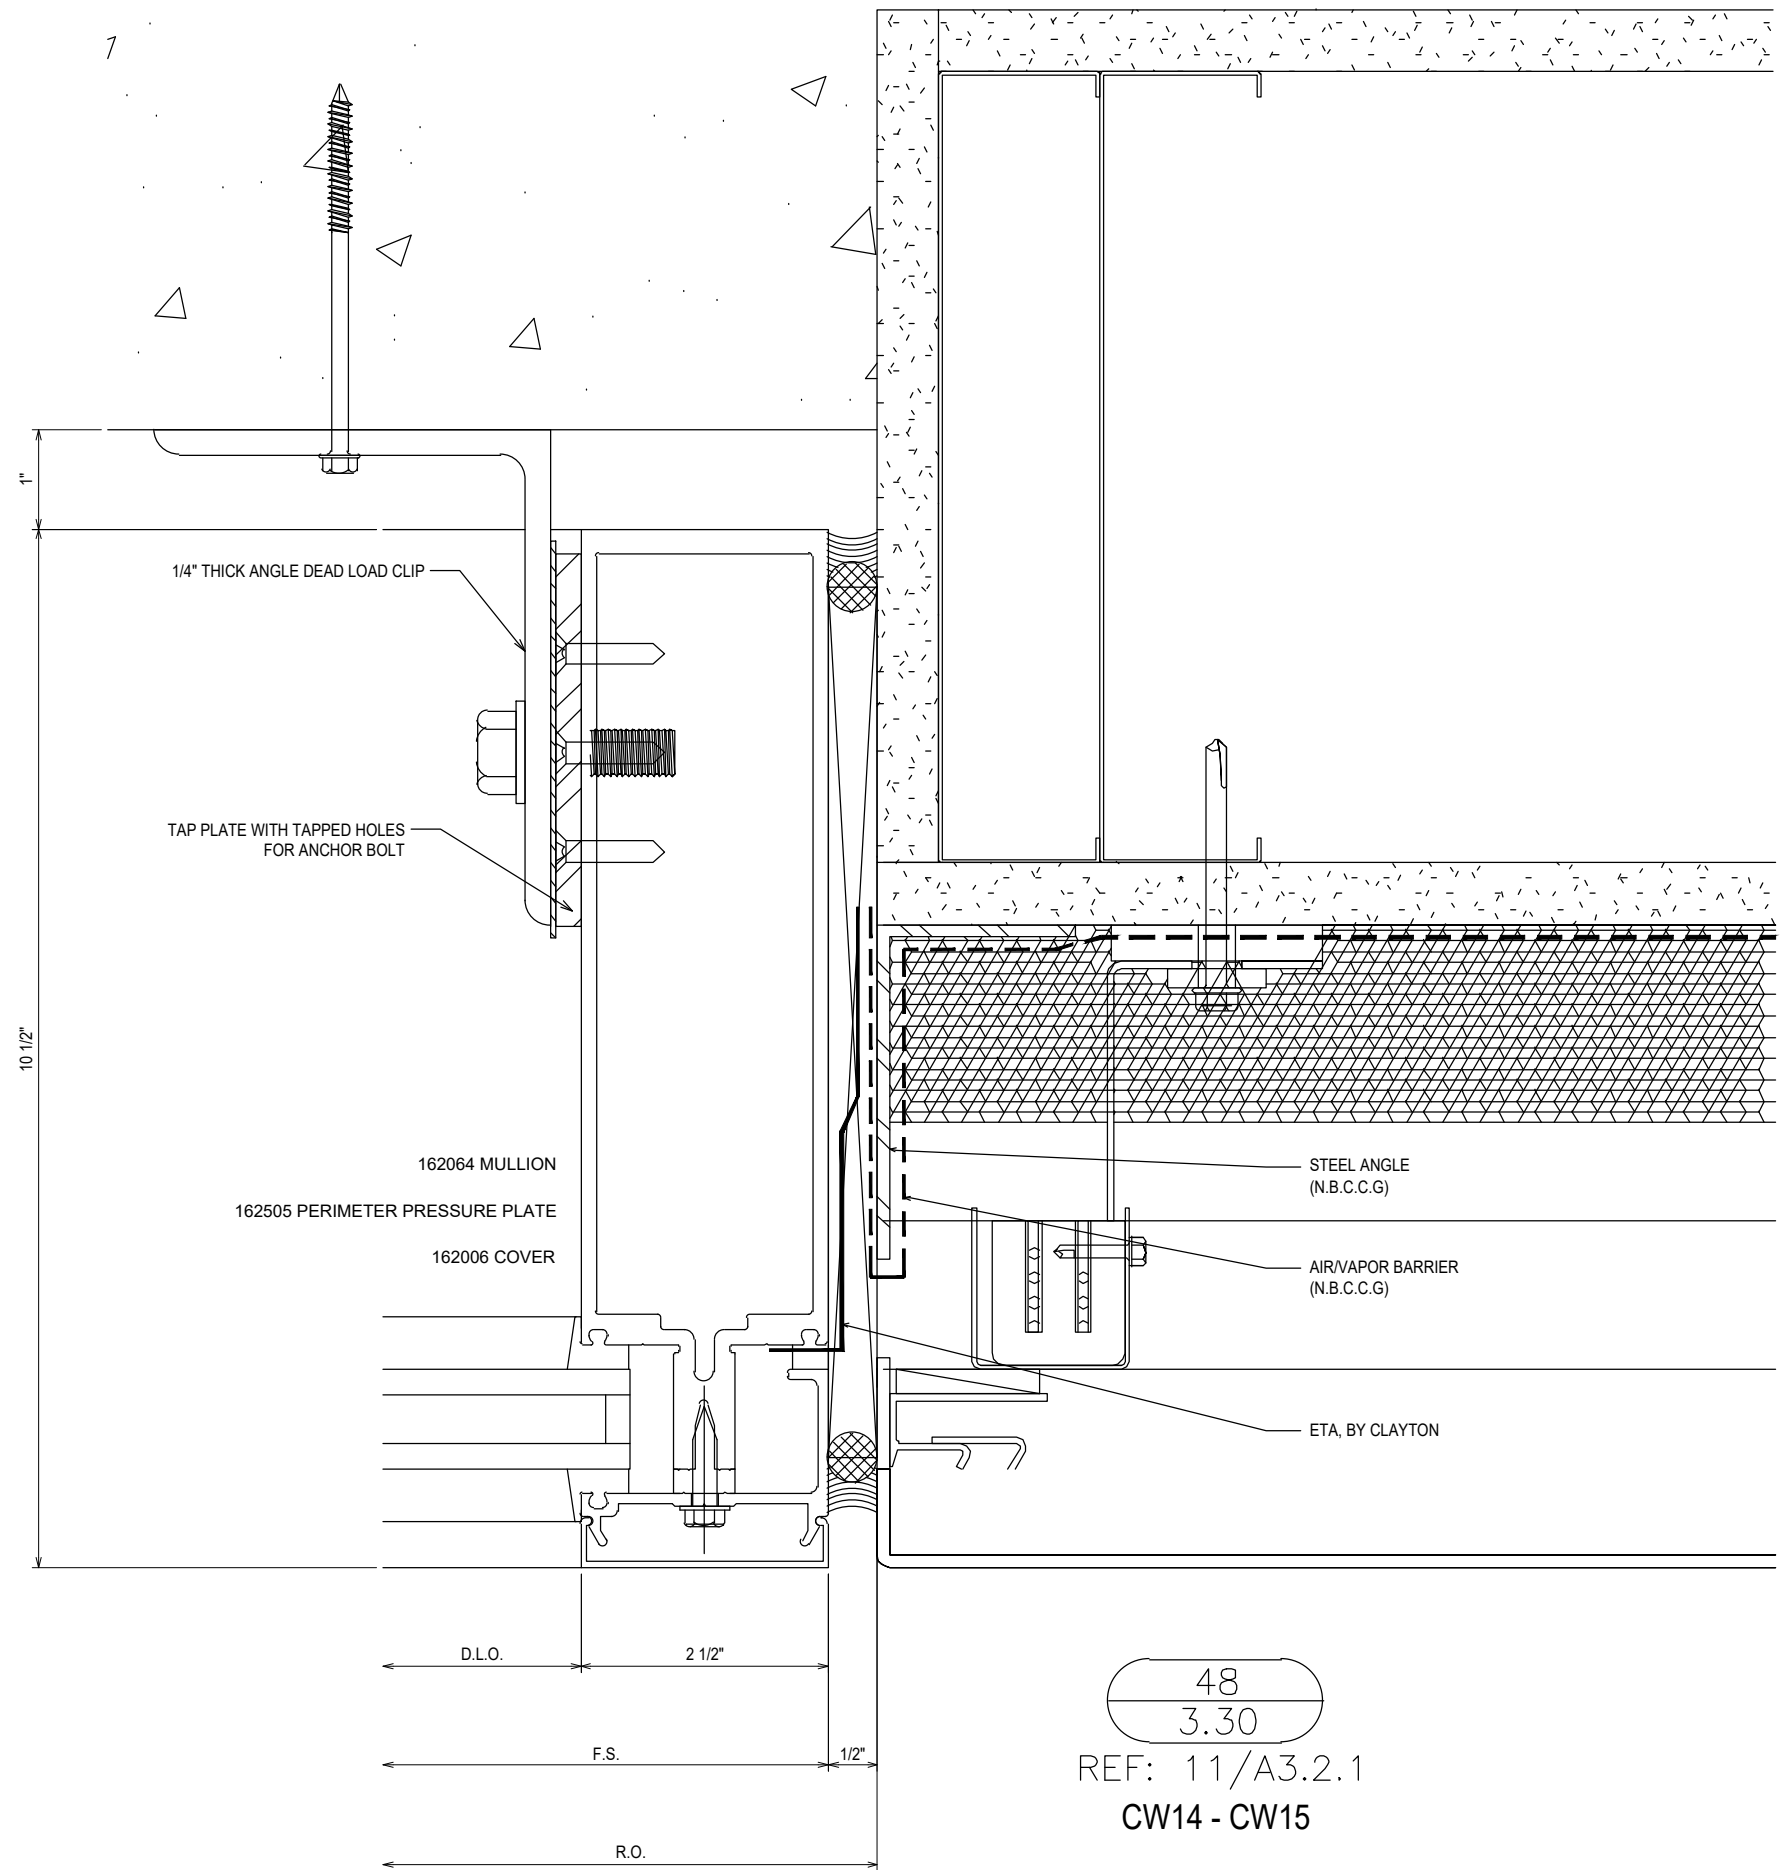 1"
1/4" THICK ANGLE DEAD LOAD CLIP
TAP PLATE WITH TAPPED HOLES
FOR ANCHOR BOLT
10 1/2"
162064 MULLION
162505 PERIMETER PRESSURE PLATE
162006 COVER
STEEL ANGLE
(N.B.C.C.G)
AIR/VAPOR BARRIER
(N.B.C.C.G)
ETA, BY CLAYTON
D.L.O.
2 1/2"
F.S.
1/2"
R.O.
48
3.30
REF: 11/A3.2.1
CW14 - CW15